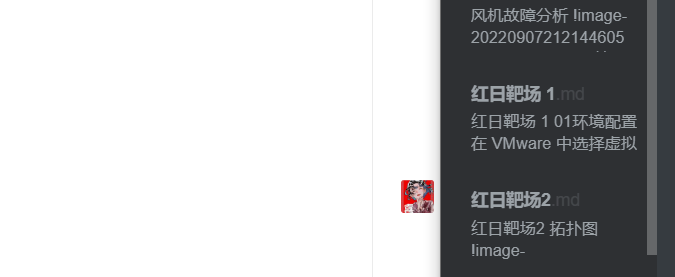 风机故障分析 !image-
20220907212144605
红日靶场 1.md
红日靶场 1 01环境配置
在 VMware 中选择虚拟
红日靶场2.md
红日靶场2 拓扑图
!image-